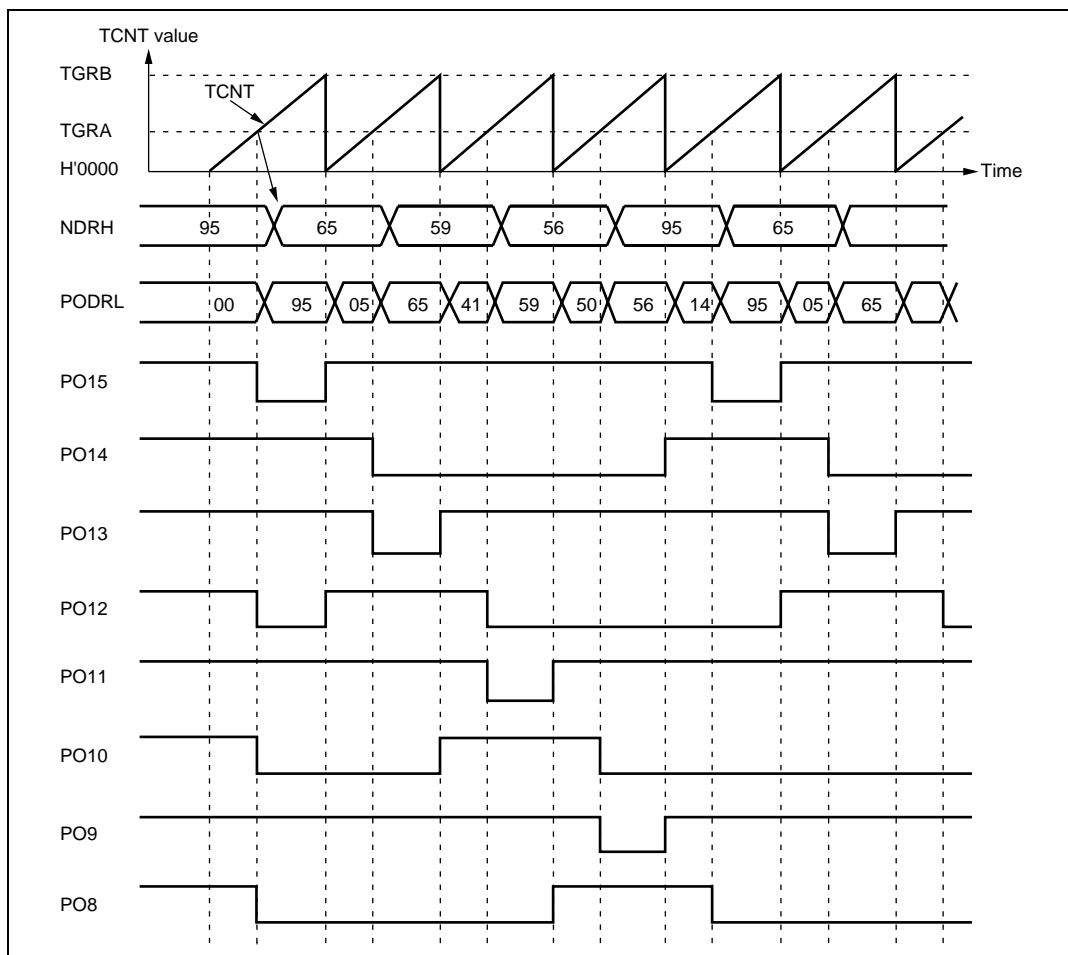 TCNT value
TGRB
TCNT
TGRA
H'0000
Time
NDRH 95 65 59 56 95 65
PODRL 00 95 05 65 41 59 50 56 14 95 05 65
PO15
PO14
PO13
PO12
PO11
PO10
PO9
PO8